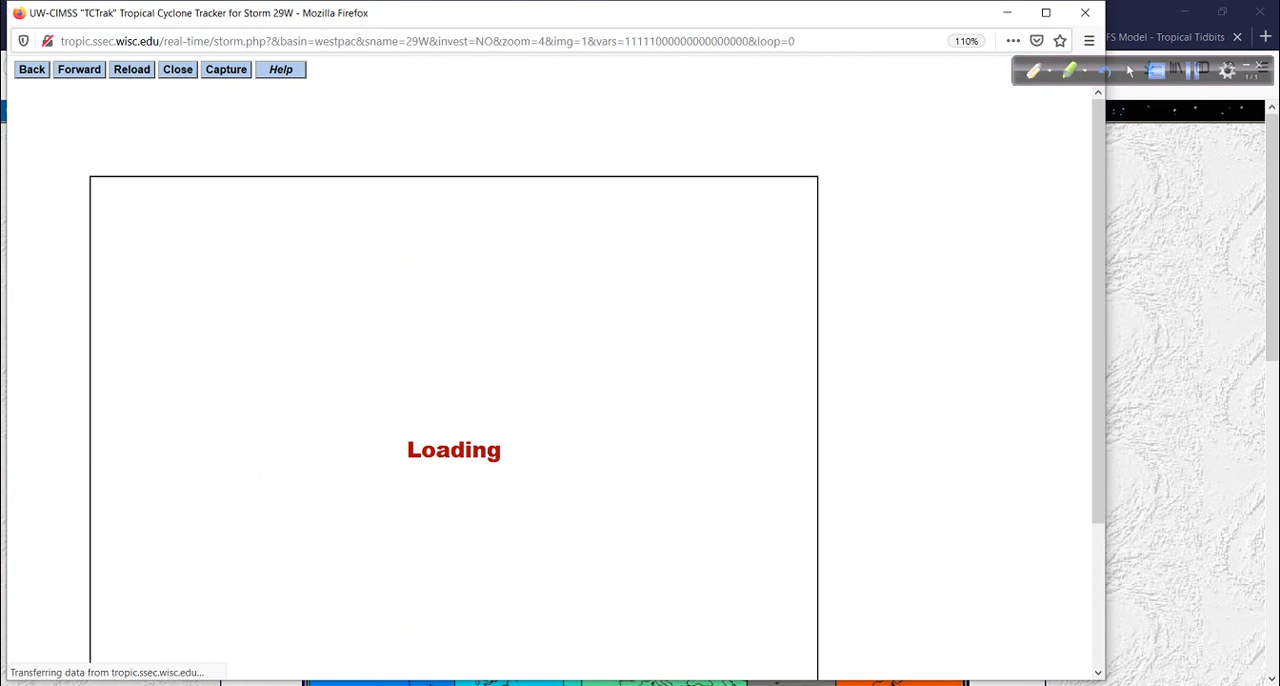 UW-CIMSS "TCTrak" Tropical Cyclone Tracker for Storm 29W - Mozilla Firefox
tropic.ssec.wisc.edu/real-time/storm.php?&basin=westpac&sname=29W&invest=NO&zoom=4&img=1&vars=11111000000000000000&loop=0
110%
FS Model - Tropical Tidbits
Back Forward Reload Close Capture Help
1/1
Loading
Transferring data from tropic.ssec.wisc.edu...